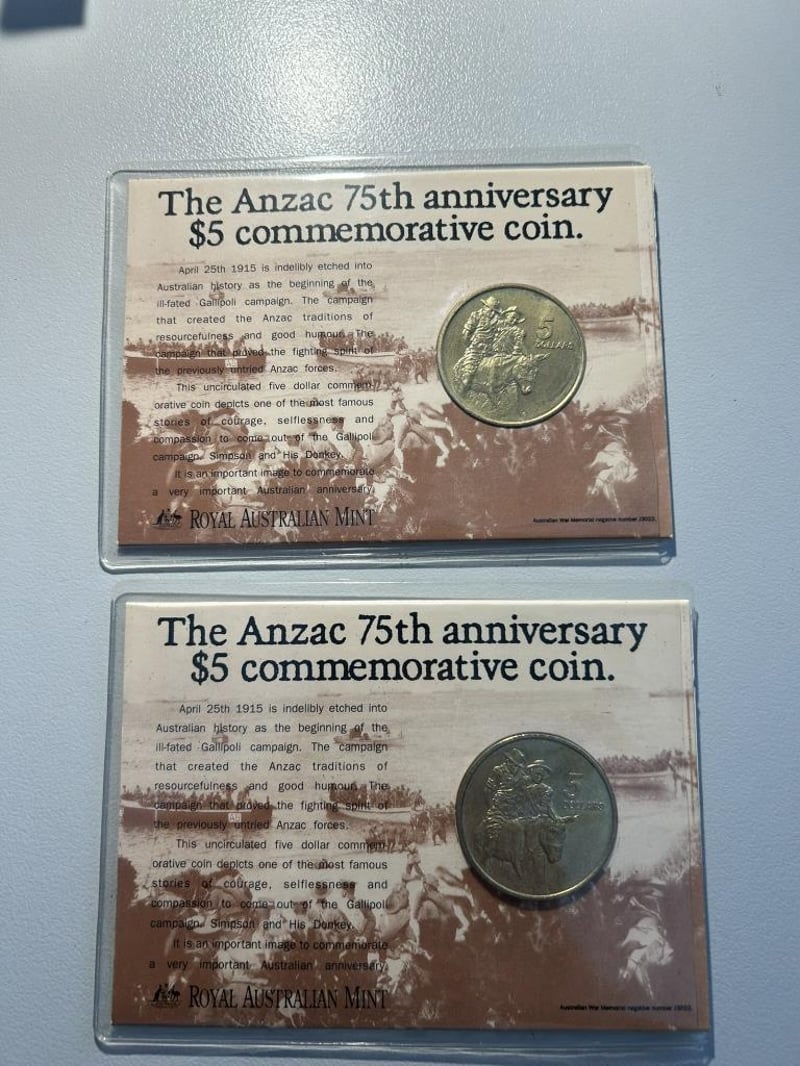 The Anzac 75th anniversary
$5 commemorative coin.
April 25th 1915 is indelibly etched into
Australian history as the beginning of the
ill-fated Gallipoli campaign. The campaign
that created the Anzac traditions of
resourcefulness and good humour. The
campaign that proved the fighting spirit of
the previously untried Anzac forces.
This uncirculated five dollar commem-
orative coin depicts one of the most famous
stories of courage, selflessness and
compassion to come out of the Gallipoli
campaign. Simpson and His Donkey.
It is an important image to commemorate
a very important Australian anniversary.
ROYAL AUSTRALIAN MINT
5
DOLLARS
Australian War Memorial negative number
The Anzac 75th anniversary
$5 commemorative coin.
April 25th 1915 is indelibly etched into
Australian history as the beginning of the
ill-fated Gallipoli campaign. The campaign
that created the Anzac traditions of
resourcefulness and good humour. The
campaign that proved the fighting spirit of
the previously untried Anzac forces.
This uncirculated five dollar commem-
orative coin depicts one of the most famous
stories of courage, selflessness and
compassion to come out of the Gallipoli
campaign. Simpson and His Donkey.
It is an important image to commemorate
a very important Australian anniversary.
ROYAL AUSTRALIAN MINT
5
DOLLARS
Australian War Memorial negative number